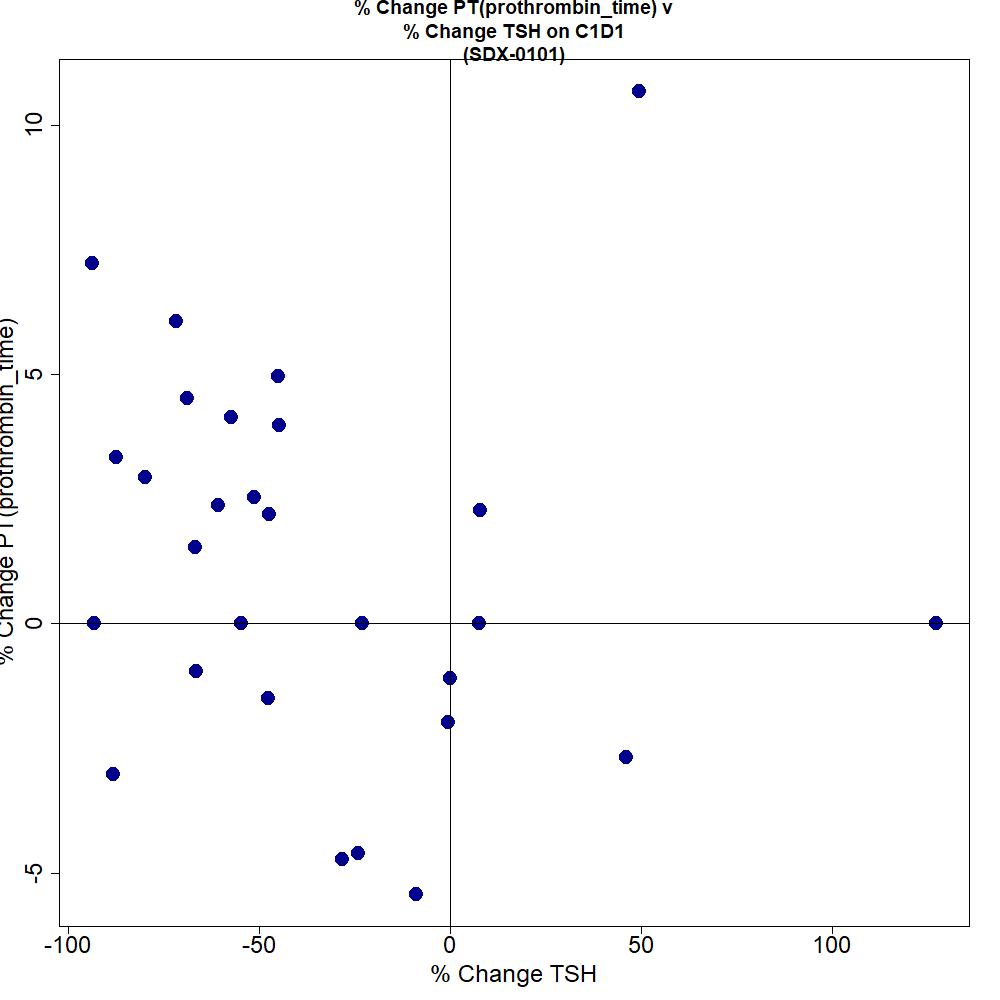 % Change PT(prothrombin_time) v
% Change TSH on C1D1
(SDX-0101)
% Change PT(prothrombin_time)
10
5
0
-5
-100
-50
0
50
100
% Change TSH